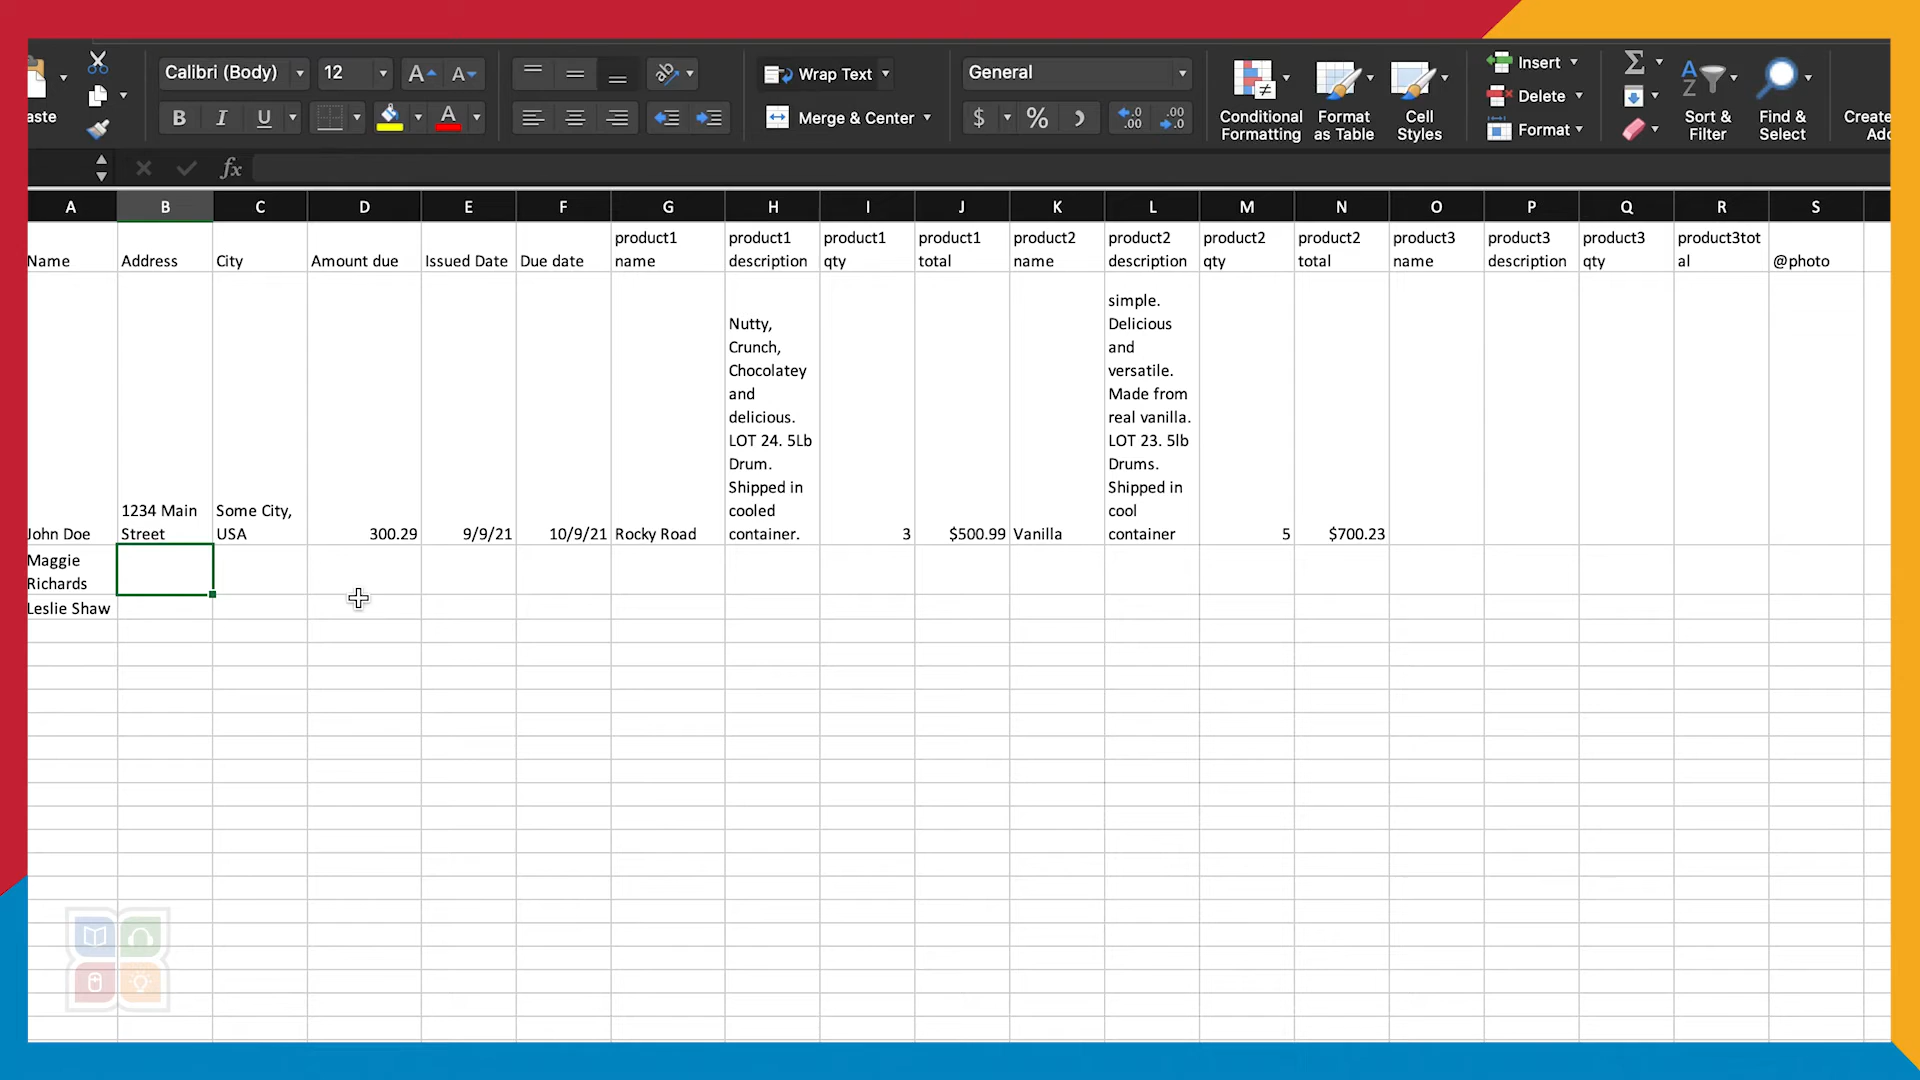 Calibri (Body) 12 A A ab Wrap Text General Insert Σ A Z
aste B I U A Merge & Center $ % .0 .00 .00 .0 Conditional Formatting Format as Table Cell Styles Delete Format Sort & Filter Find & Select Create Ado
fx
A B C D E F G H I J K L M N O P Q R S
Name Address City Amount due Issued Date Due date product1 name product1 description product1 qty product1 total product2 name product2 description product2 qty product2 total product3 name product3 description product3 qty product3tot al @photo
John Doe 1234 Main Street Some City, USA 300.29 9/9/21 10/9/21 Rocky Road Nutty, Crunch, Chocolatey and delicious. LOT 24. 5Lb Drum. Shipped in cooled container. 3 $500.99 Vanilla simple. Delicious and versatile. Made from real vanilla. LOT 23. 5lb Drums. Shipped in cool container 5 $700.23
Maggie Richards
Leslie Shaw